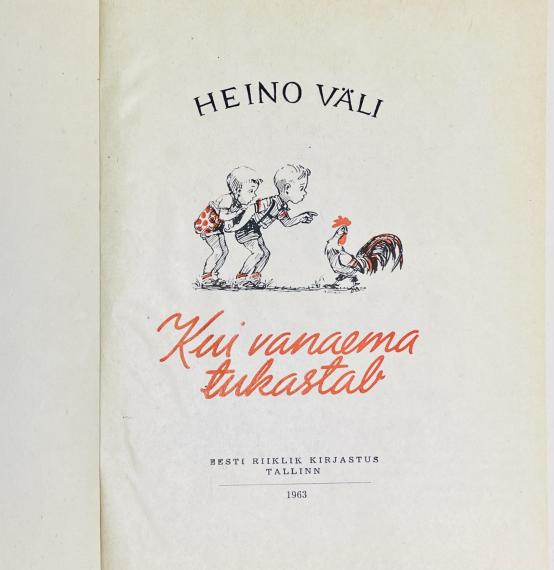 HEINO VÄLI
Kui vanaema
tukastab
EESTI RIIKLIK KIRJASTUS
TALLINN
1963